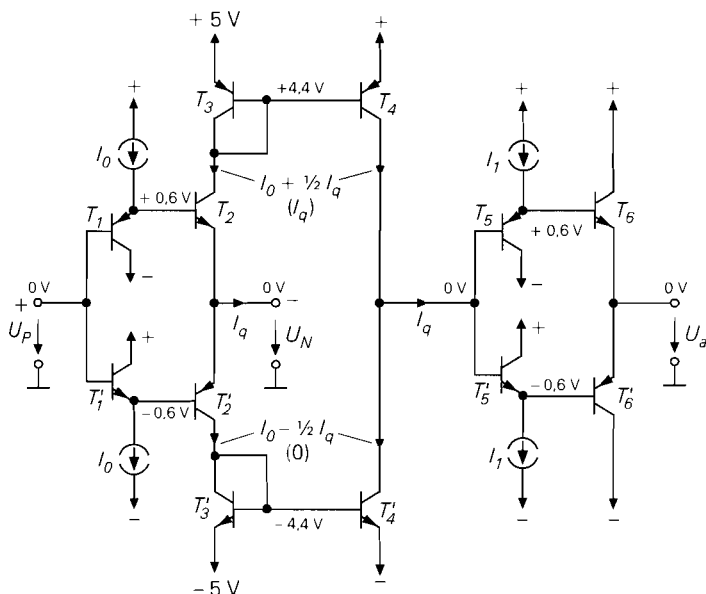 + 5 V
+
T3
+4,4 V
T4
+
+
+
I0
I1
I0 + ½ Iq
(Iq)
+ 0,6 V
T1
T2
T5
+ 0,6 V
T6
−
−
0 V
0 V
0 V
0 V
+
−
Iq
Iq
UP
UN
Ua
+
+
T1'
− 0,6 V
T2'
T5'
− 0,6 V
T6'
I0 − ½ Iq
(0)
I0
I1
T3'
− 4,4 V
T4'
−
−
−
− 5 V
−